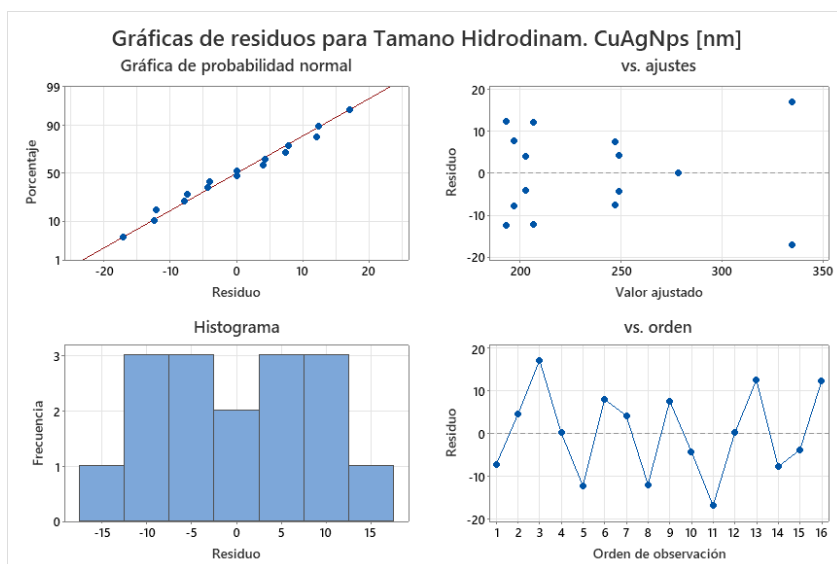 Gráficas de residuos para Tamano Hidrodinam. CuAgNps [nm]
Gráfica de probabilidad normal
99
90
50
10
1
Porcentaje
-20 -10 0 10 20
Residuo
vs. ajustes
20
10
0
-10
-20
Residuo
200 250 300 350
Valor ajustado
Histograma
3
2
1
0
Frecuencia
-15 -10 -5 0 5 10 15
Residuo
vs. orden
20
10
0
-10
-20
Residuo
1 2 3 4 5 6 7 8 9 10 11 12 13 14 15 16
Orden de observación